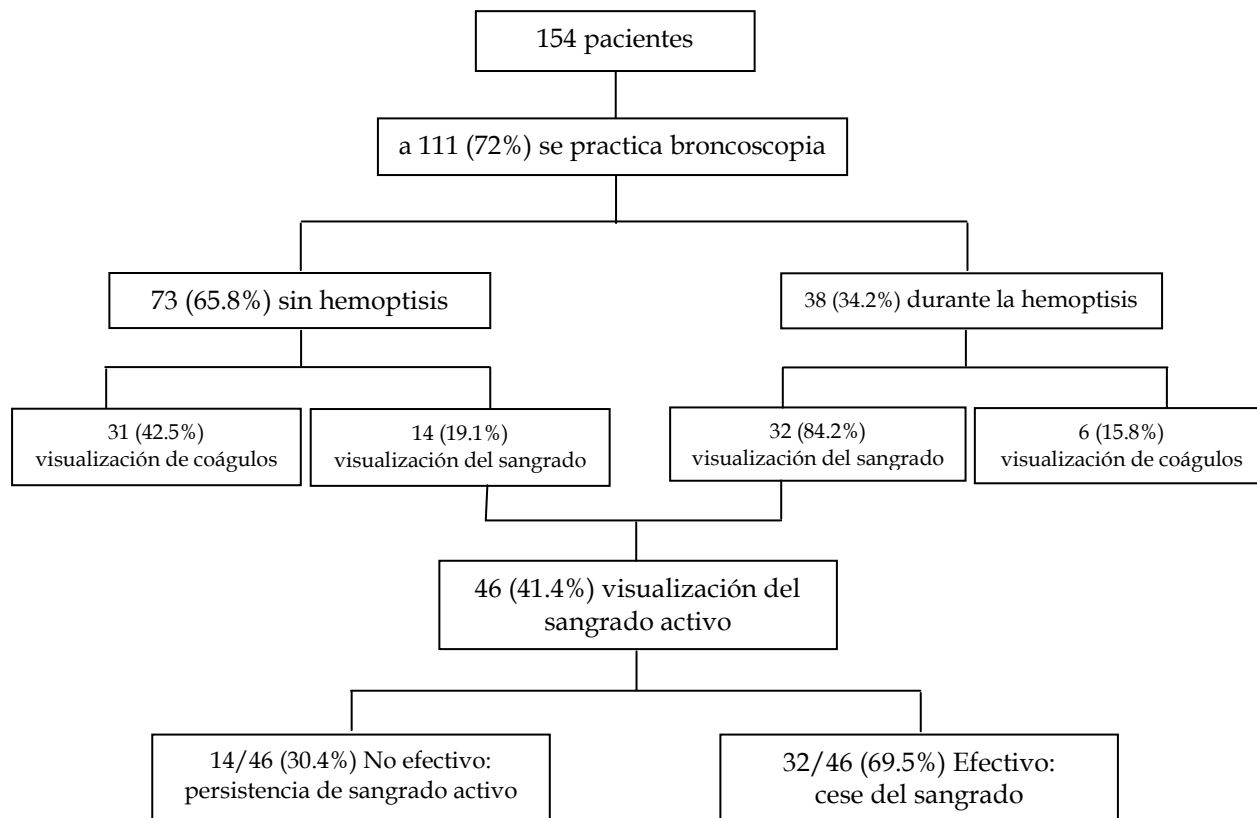 154 pacientes
a 111 (72%) se practica broncoscopia
73 (65.8%) sin hemoptisis
38 (34.2%) durante la hemoptisis
31 (42.5%)
visualización de coágulos
14 (19.1%)
visualización del sangrado
32 (84.2%)
visualización del sangrado
6 (15.8%)
visualización de coágulos
46 (41.4%) visualización del
sangrado activo
14/46 (30.4%) No efectivo:
persistencia de sangrado activo
32/46 (69.5%) Efectivo:
cese del sangrado